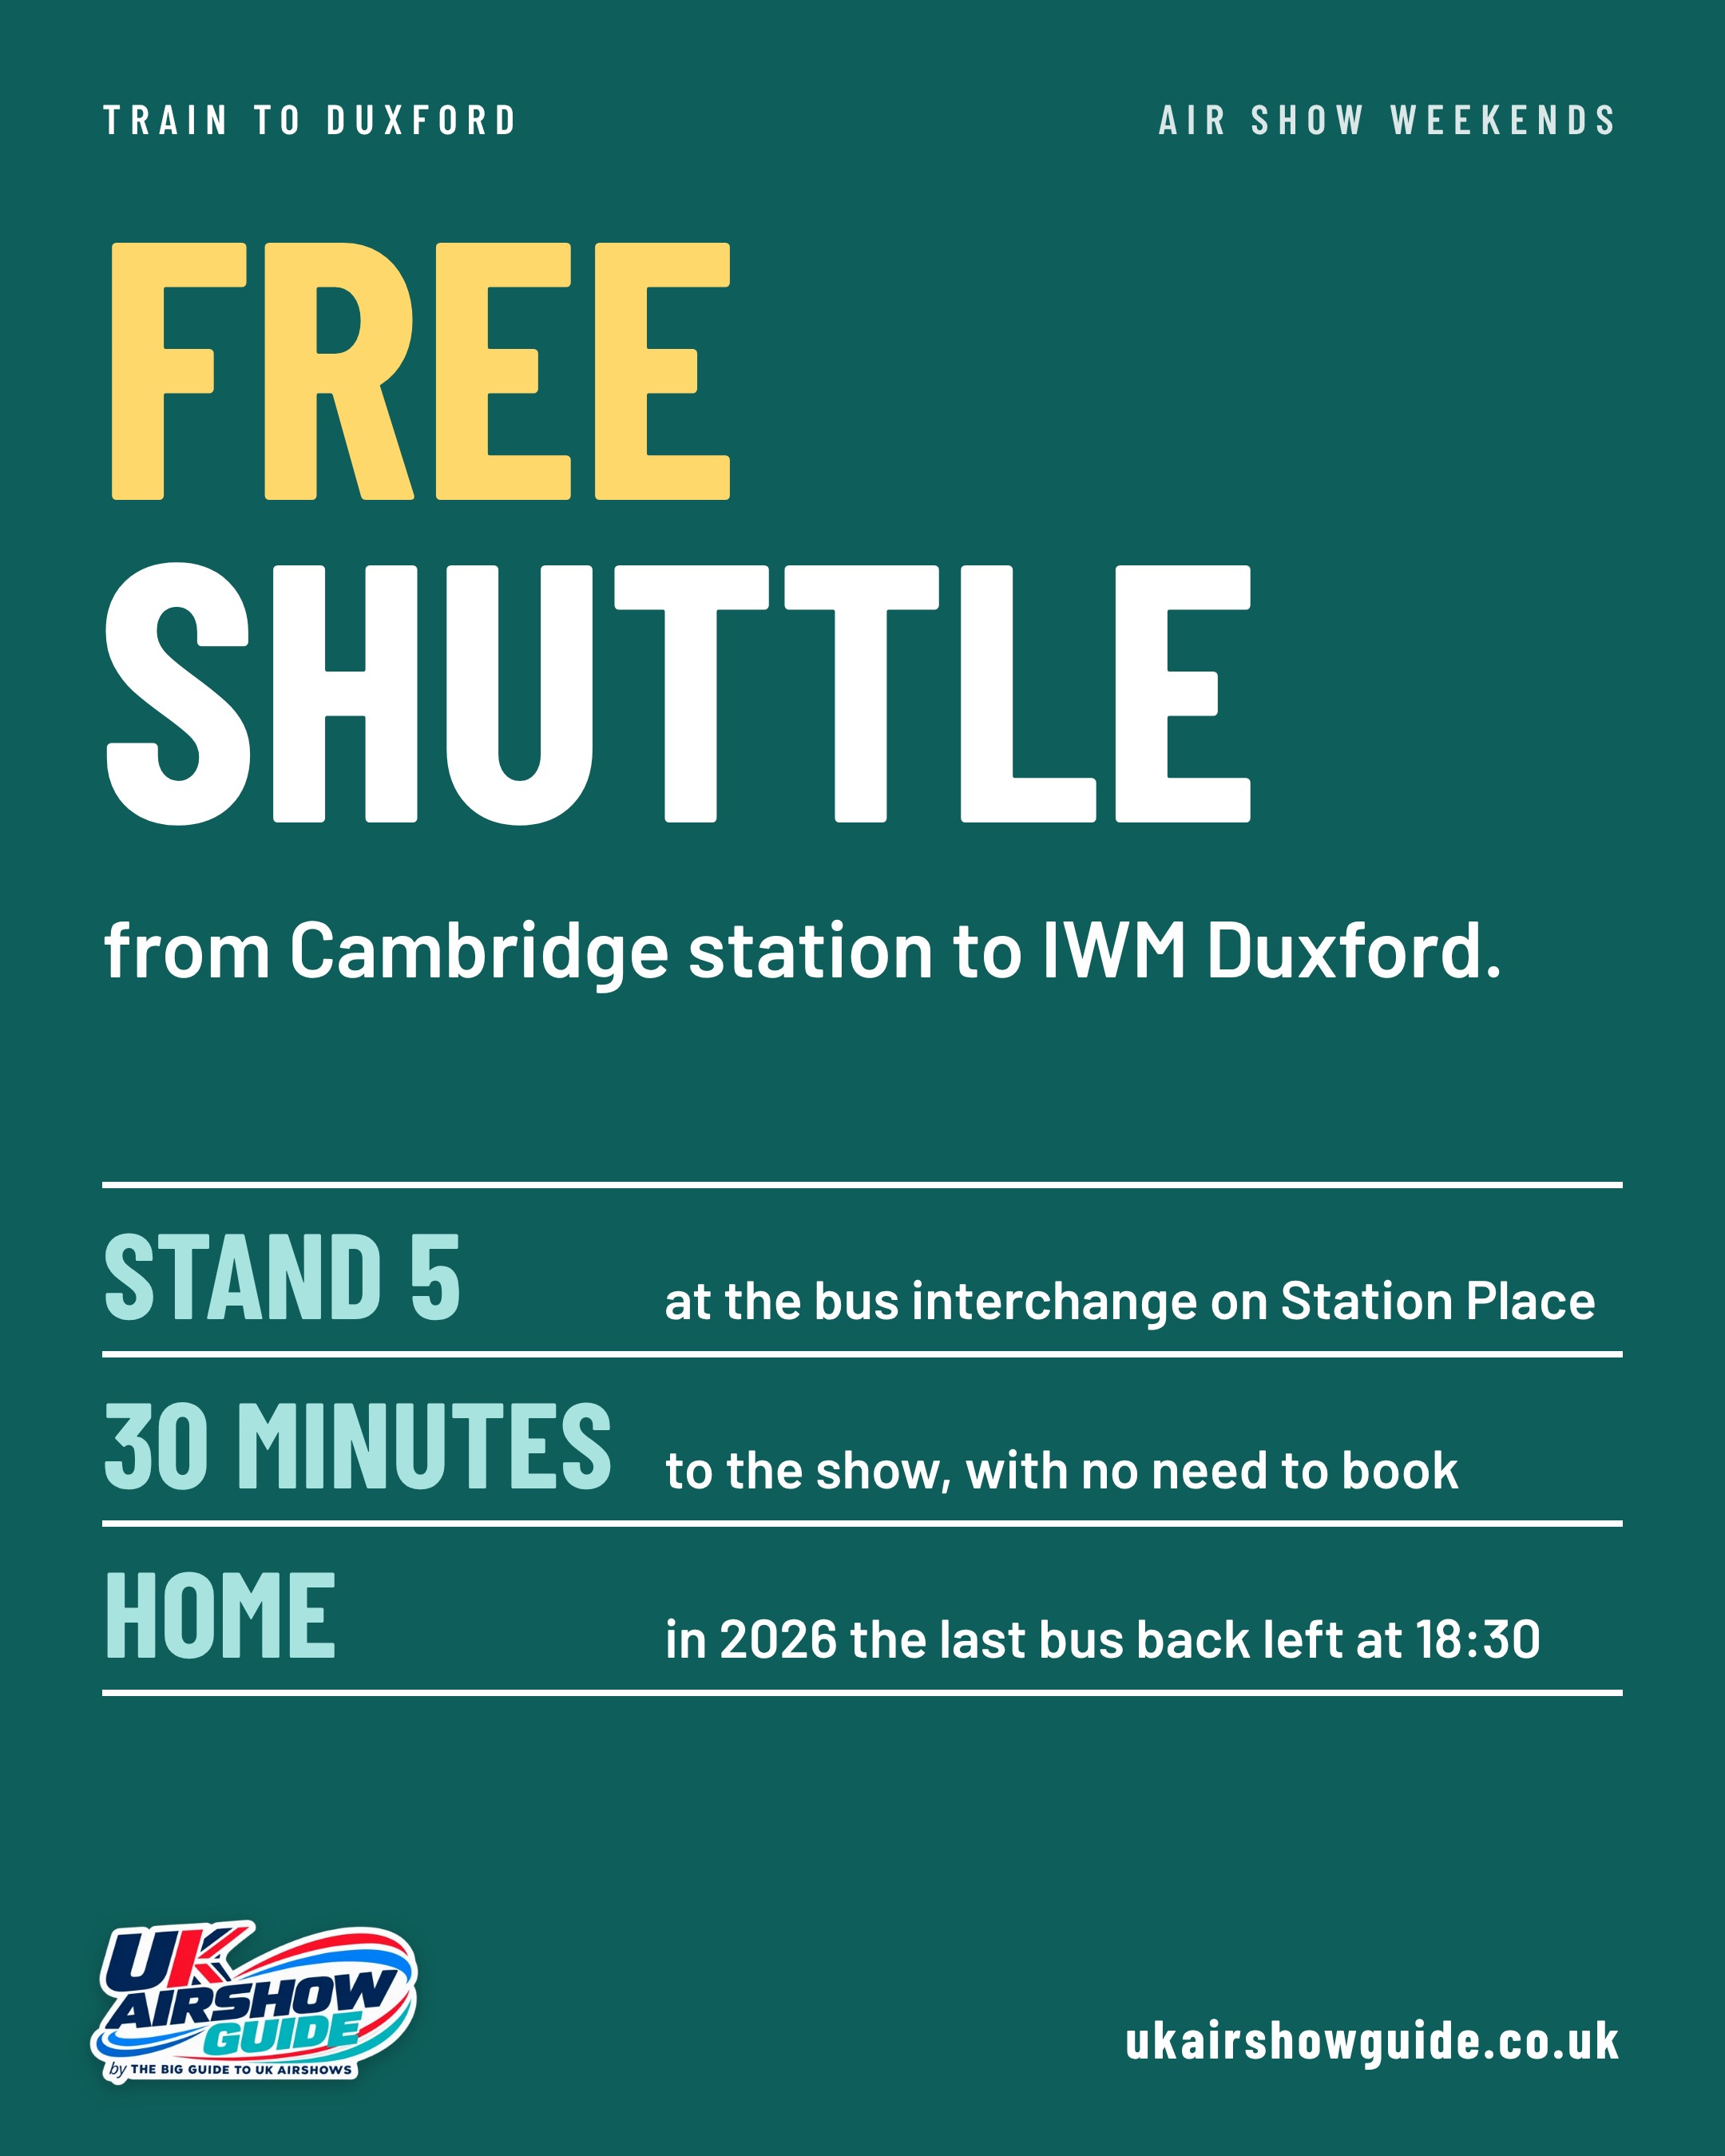 TRAIN TO DUXFORD
AIR SHOW WEEKENDS
FREE
SHUTTLE
from Cambridge station to IWM Duxford.
STAND 5 at the bus interchange on Station Place
30 MINUTES to the show, with no need to book
HOME in 2026 the last bus back left at 18:30
UK
AIRSHOW
GUIDE
by THE BIG GUIDE TO UK AIRSHOWS
ukairshowguide.co.uk